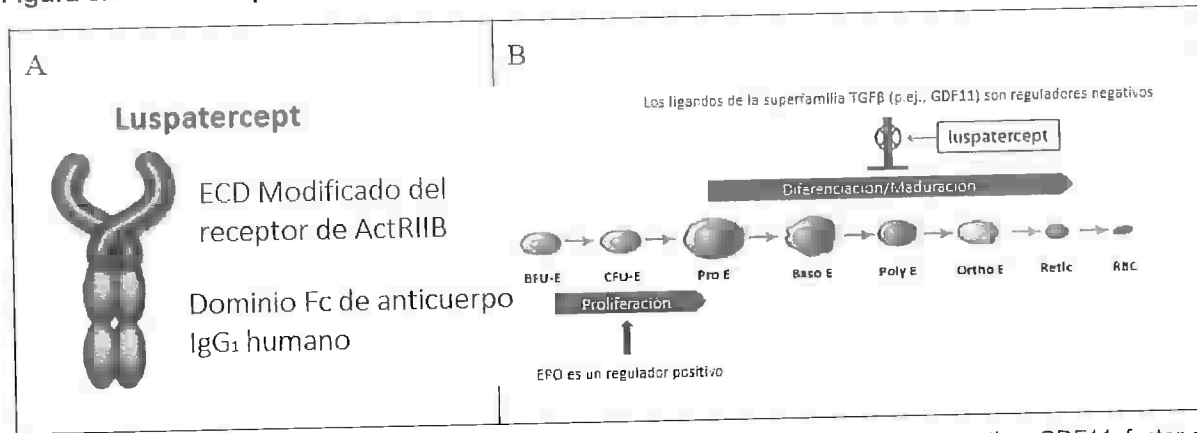 A
Luspatercept
ECD Modificado del
receptor de ActRIIB
Dominio Fc de anticuerpo
IgG₁ humano
B
Los ligandos de la superfamilia TGFβ (p.ej., GDF11) son reguladores negativos
luspatercept
Diferenciación/Maduración
BFU-E
CFU-E
Pro E
Baso E
Poly E
Ortho E
Retic
RBC
Proliferación
EPO es un regulador positivo